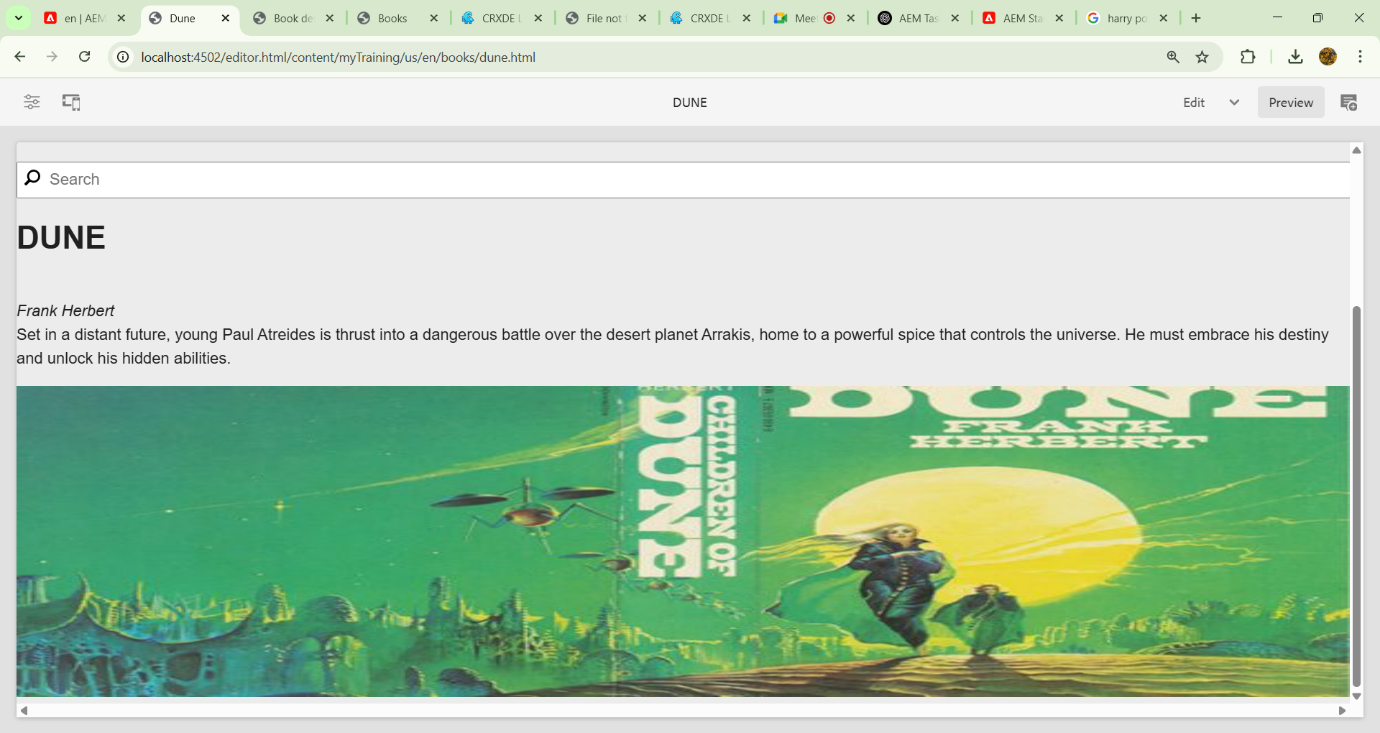 en | AEM
Dune
Book de
Books
CRXDE L
File not
CRXDE L
Meet
AEM Tas
AEM Sta
harry po
localhost:4502/editor.html/content/myTraining/us/en/books/dune.html
DUNE
Edit
Preview
Search
DUNE
Frank Herbert
Set in a distant future, young Paul Atreides is thrust into a dangerous battle over the desert planet Arrakis, home to a powerful spice that controls the universe. He must embrace his destiny
and unlock his hidden abilities.
HERBERT
CHILDREN OF
DUNE
DUNE
FRANK
HERBERT